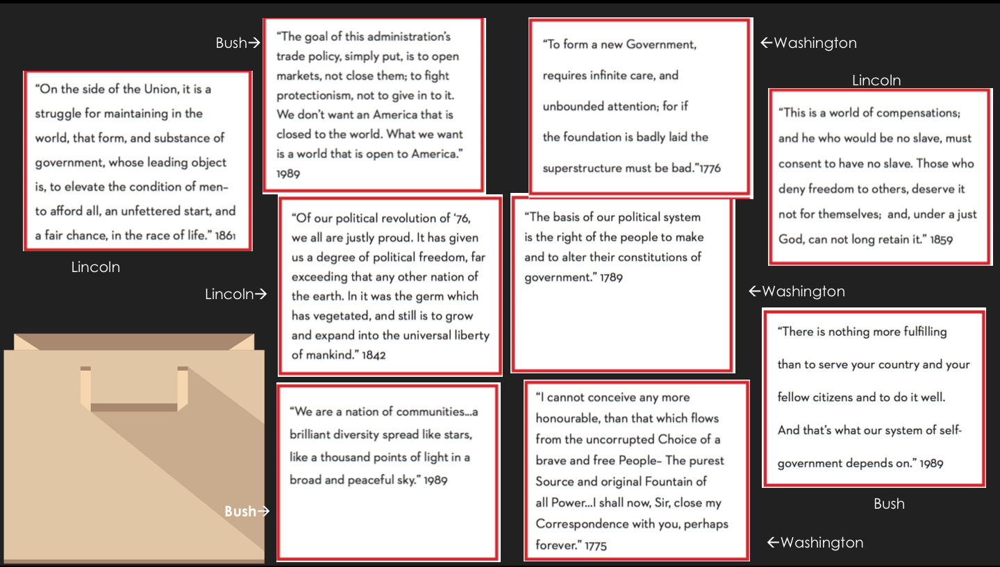 Bush→
“The goal of this administration’s
trade policy, simply put, is to open
markets, not close them; to fight
protectionism, not to give in to it.
We don’t want an America that is
closed to the world. What we want
is a world that is open to America.”
1989
“To form a new Government,
requires infinite care, and
unbounded attention; for if
the foundation is badly laid the
superstructure must be bad.”1776
←Washington
“On the side of the Union, it is a
struggle for maintaining in the
world, that form, and substance of
government, whose leading object
is, to elevate the condition of men–
to afford all, an unfettered start, and
a fair chance, in the race of life.” 1861
Lincoln
Lincoln
“This is a world of compensations;
and he who would be no slave, must
consent to have no slave. Those who
deny freedom to others, deserve it
not for themselves; and, under a just
God, can not long retain it.” 1859
Lincoln→
“Of our political revolution of ‘76,
we all are justly proud. It has given
us a degree of political freedom, far
exceeding that any other nation of
the earth. In it was the germ which
has vegetated, and still is to grow
and expand into the universal liberty
of mankind.” 1842
“The basis of our political system
is the right of the people to make
and to alter their constitutions of
government.” 1789
←Washington
“There is nothing more fulfilling
than to serve your country and your
fellow citizens and to do it well.
And that’s what our system of self-
government depends on.” 1989
Bush
Bush→
“We are a nation of communities...a
brilliant diversity spread like stars,
like a thousand points of light in a
broad and peaceful sky.” 1989
“I cannot conceive any more
honourable, than that which flows
from the uncorrupted Choice of a
brave and free People– The purest
Source and original Fountain of
all Power...I shall now, Sir, close my
Correspondence with you, perhaps
forever.” 1775
←Washington